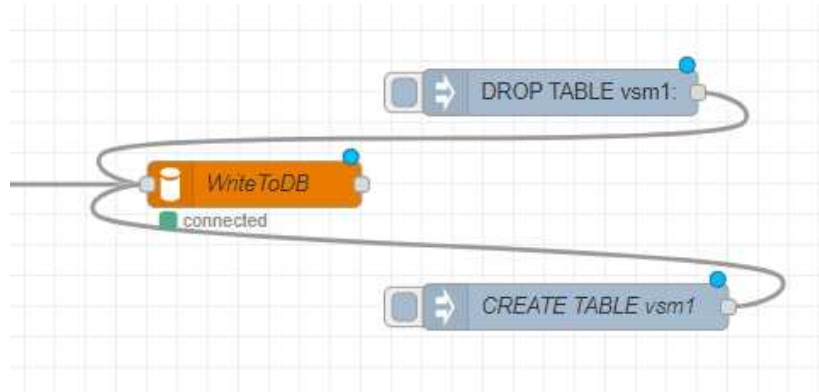 DROP TABLE vsm1:
WriteToDB
connected
CREATE TABLE vsm1